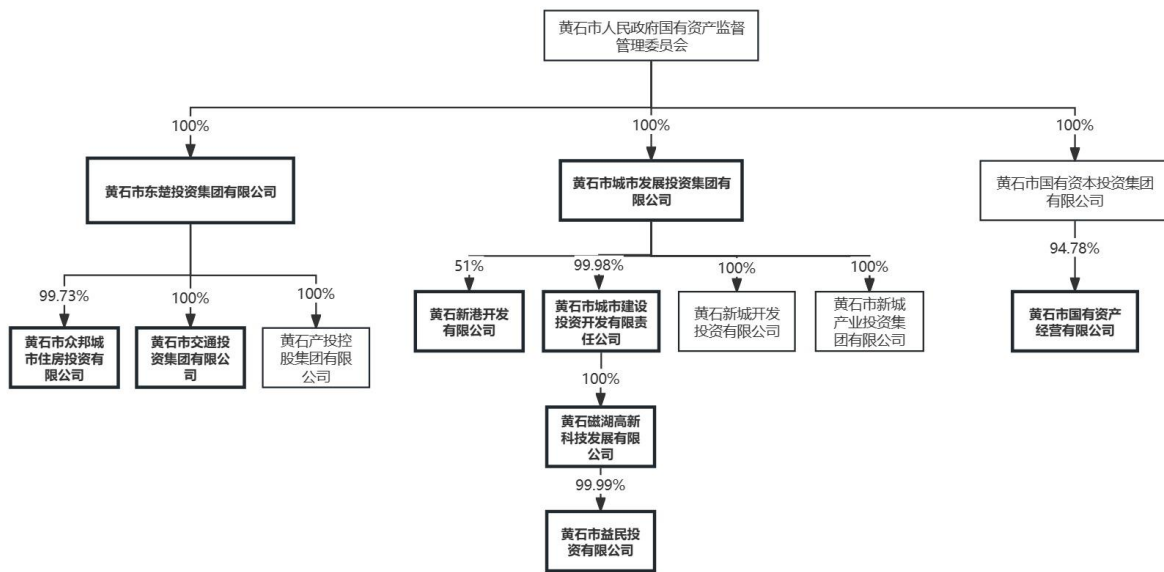 黄石市人民政府国有资产监督
管理委员会
100%
100%
100%
黄石市东楚投资集团有限公司
黄石市城市发展投资集团有
限公司
黄石市国有资本投资集团
有限公司
99.73%
100%
100%
51%
99.98%
100%
100%
94.78%
黄石市众邦城
市住房投资有
限公司
黄石市交通投
资集团有限公
司
黄石产投控
股集团有限
公司
黄石新港开发
有限公司
黄石市城市建设
投资开发有限责
任公司
黄石新城开发
投资有限公司
黄石市新城
产业投资集
团有限公司
黄石市国有资产
经营有限公司
100%
黄石磁湖高新
科技发展有限
公司
99.99%
黄石市益民投
资有限公司